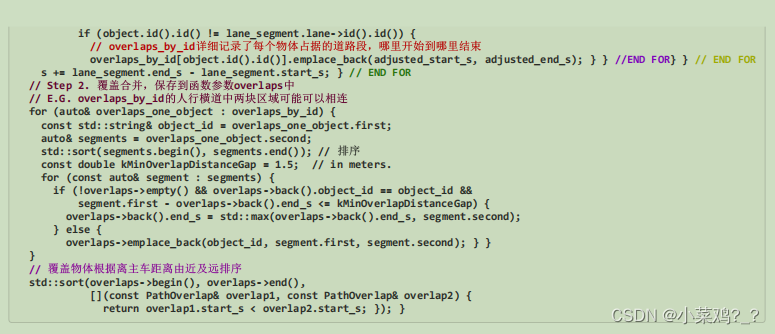 if (object.id().id() != lane_segment.lane->id().id()) {
// overlaps_by_id详细记录了每个物体占据的道路段，哪里开始到哪里结束
overlaps_by_id[object.id().id()].emplace_back(adjusted_start_s, adjusted_end_s); } } //END FOR} } // END FOR
s += lane_segment.end_s - lane_segment.start_s; } // END FOR
// Step 2. 覆盖合并，保存到函数参数overlaps中
// E.G. overlaps_by_id的人行横道中两块区域可能可以相连
for (auto& overlaps_one_object : overlaps_by_id) {
const std::string& object_id = overlaps_one_object.first;
auto& segments = overlaps_one_object.second;
std::sort(segments.begin(), segments.end()); // 排序
const double kMinOverlapDistanceGap = 1.5;  // in meters.
for (const auto& segment : segments) {
if (!overlaps->empty() && overlaps->back().object_id == object_id &&
segment.first - overlaps->back().end_s <= kMinOverlapDistanceGap) {
overlaps->back().end_s = std::max(overlaps->back().end_s, segment.second);
} else {
overlaps->emplace_back(object_id, segment.first, segment.second); } }
}
// 覆盖物体根据离主车距离由近及远排序
std::sort(overlaps->begin(), overlaps->end(),
[](const PathOverlap& overlap1, const PathOverlap& overlap2) {
return overlap1.start_s < overlap2.start_s; }); }
CSDN @小菜鸡?_?